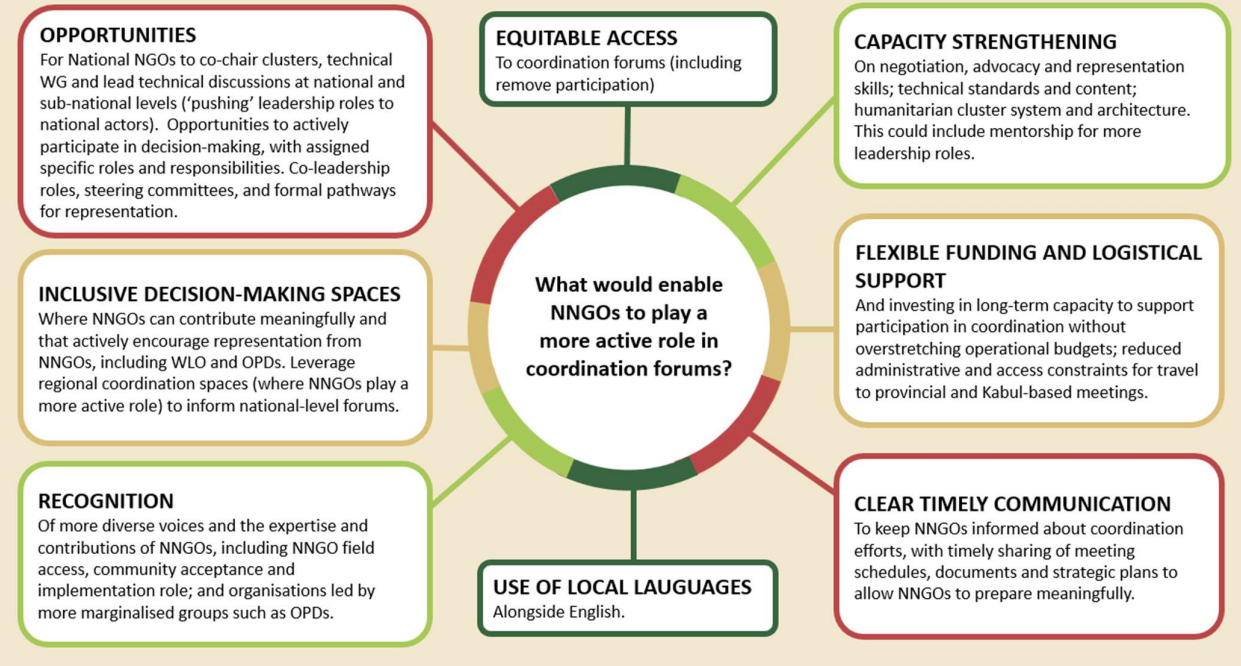 OPPORTUNITIES
For National NGOs to co-chair clusters, technical
WG and lead technical discussions at national and
sub-national levels (‘pushing’ leadership roles to
national actors).  Opportunities to actively
participate in decision-making, with assigned
specific roles and responsibilities. Co-leadership
roles, steering committees, and formal pathways
for representation.
EQUITABLE ACCESS
To coordination forums (including
remove participation)
CAPACITY STRENGTHENING
On negotiation, advocacy and representation
skills; technical standards and content;
humanitarian cluster system and architecture.
This could include mentorship for more
leadership roles.
INCLUSIVE DECISION-MAKING SPACES
Where NNGOs can contribute meaningfully and
that actively encourage representation from
NNGOs, including WLO and OPDs. Leverage
regional coordination spaces (where NNGOs play a
more active role) to inform national-level forums.
What would enable
NNGOs to play a
more active role in
coordination forums?
FLEXIBLE FUNDING AND LOGISTICAL
SUPPORT
And investing in long-term capacity to support
participation in coordination without
overstretching operational budgets; reduced
administrative and access constraints for travel
to provincial and Kabul-based meetings.
RECOGNITION
Of more diverse voices and the expertise and
contributions of NNGOs, including NNGO field
access, community acceptance and
implementation role; and organisations led by
more marginalised groups such as OPDs.
USE OF LOCAL LAUGUAGES
Alongside English.
CLEAR TIMELY COMMUNICATION
To keep NNGOs informed about coordination
efforts, with timely sharing of meeting
schedules, documents and strategic plans to
allow NNGOs to prepare meaningfully.